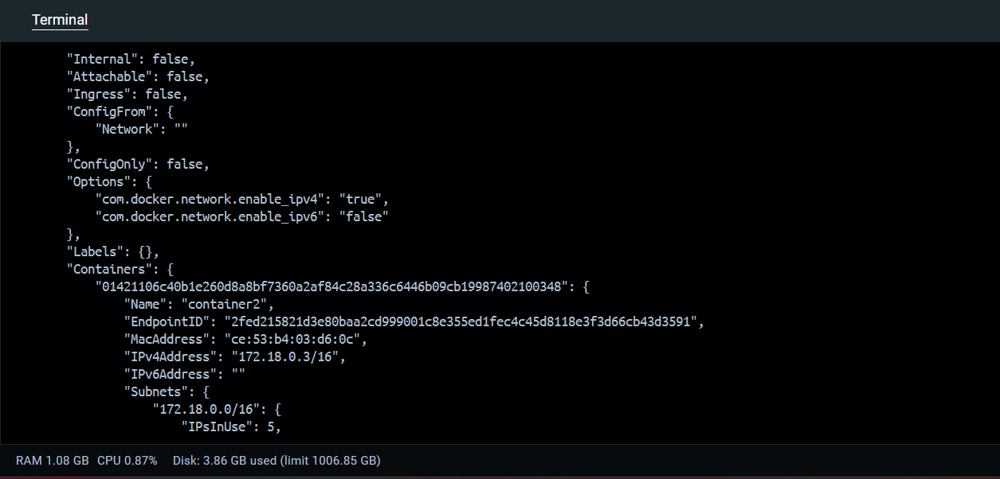 Terminal
"Internal": false,
"Attachable": false,
"Ingress": false,
"ConfigFrom": {
"Network": ""
},
"ConfigOnly": false,
"Options": {
"com.docker.network.enable_ipv4": "true",
"com.docker.network.enable_ipv6": "false"
},
"Labels": {},
"Containers": {
"01421106c40b1e260d8a8bf7360a2af84c28a336c6446b09cb19987402100348": {
"Name": "container2",
"EndpointID": "2fed215821d3e80baa2cd999001c8e355ed1fec4c45d8118e3f3d66cb43d3591",
"MacAddress": "ce:53:b4:03:d6:0c",
"IPv4Address": "172.18.0.3/16",
"IPv6Address": ""
"Subnets": {
"172.18.0.0/16": {
"IPsInUse": 5,
RAM 1.08 GB CPU 0.87% Disk: 3.86 GB used (limit 1006.85 GB)